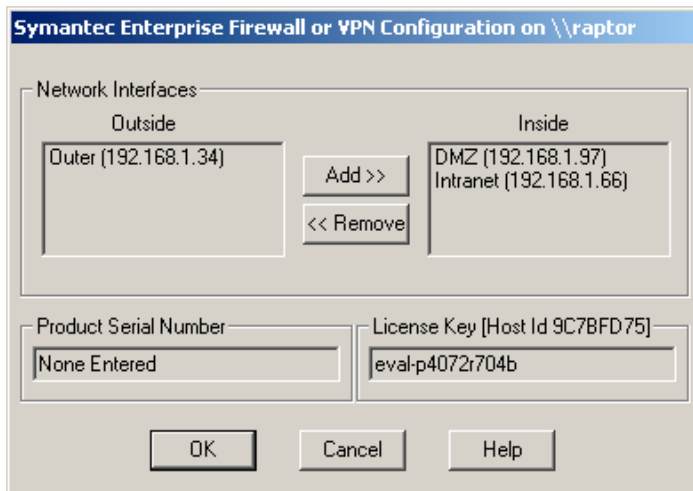 Symantec Enterprise Firewall or VPN Configuration on \\raptor
Network Interfaces
Outside
Inside
Outer (192.168.1.34)
Add >>
<< Remove
DMZ (192.168.1.97)
Intranet (192.168.1.66)
Product Serial Number
None Entered
License Key [Host Id 9C7BFD75]
eval-p4072r704b
OK
Cancel
Help